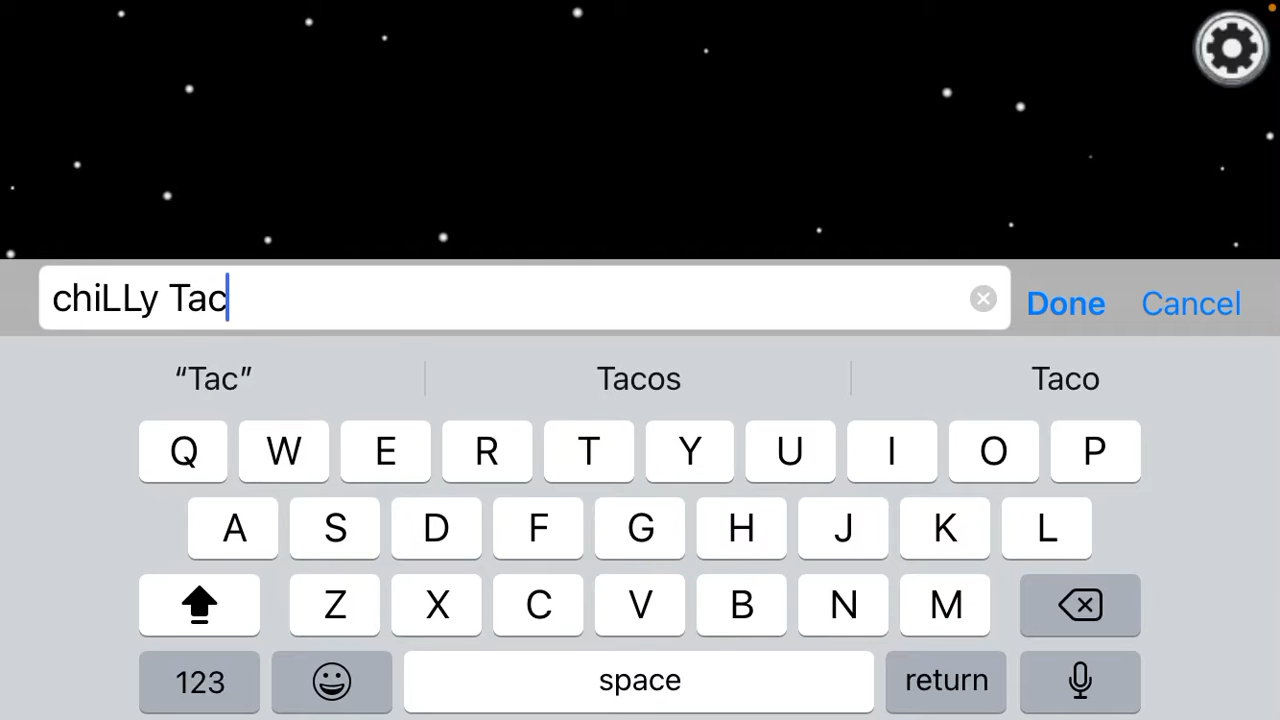 chiLLy Tac
Done Cancel
“Tac” Tacos Taco
Q W E R T Y U I O P
A S D F G H J K L
Z X C V B N M
123 space return